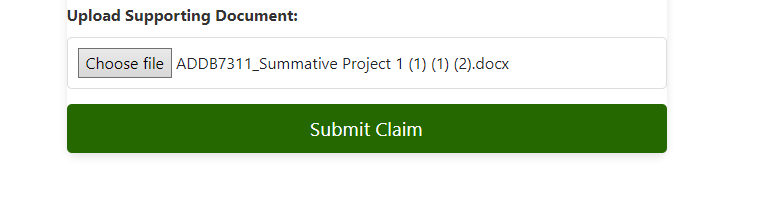 Upload Supporting Document:
Choose file ADDB7311_Summative Project 1 (1) (1) (2).docx
Submit Claim